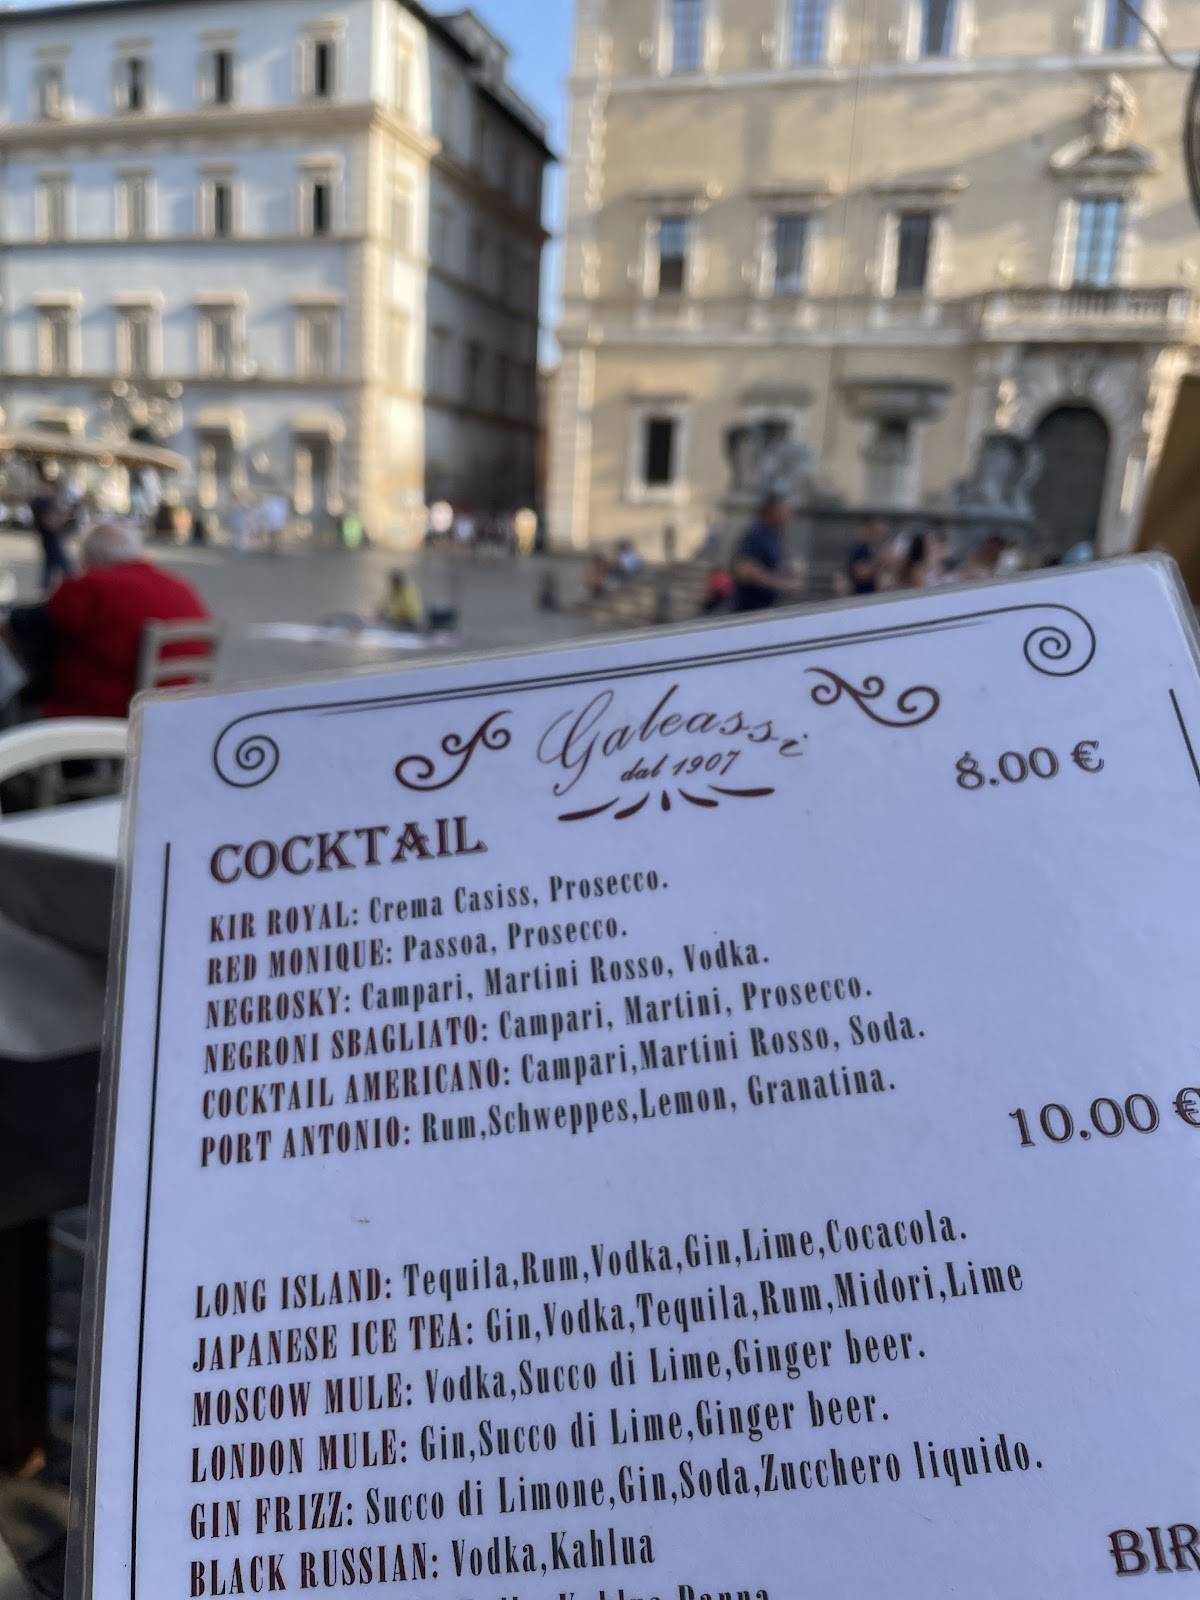 Galeassi
dal 1907
8.00 €
COCKTAIL
KIR ROYAL: Crema Casiss, Prosecco.
RED MONIQUE: Passoa, Prosecco.
NEGROSKY: Campari, Martini Rosso, Vodka.
NEGRONI SBAGLIATO: Campari, Martini, Prosecco.
COCKTAIL AMERICANO: Campari,Martini Rosso, Soda.
PORT ANTONIO: Rum,Schweppes,Lemon, Granatina.
10.00 €
LONG ISLAND: Tequila,Rum,Vodka,Gin,Lime,Cocacola.
JAPANESE ICE TEA: Gin,Vodka,Tequila,Rum,Midori,Lime
MOSCOW MULE: Vodka,Succo di Lime,Ginger beer.
LONDON MULE: Gin,Succo di Lime,Ginger beer.
GIN FRIZZ: Succo di Limone,Gin,Soda,Zucchero liquido.
BLACK RUSSIAN: Vodka,Kahlua
BIR